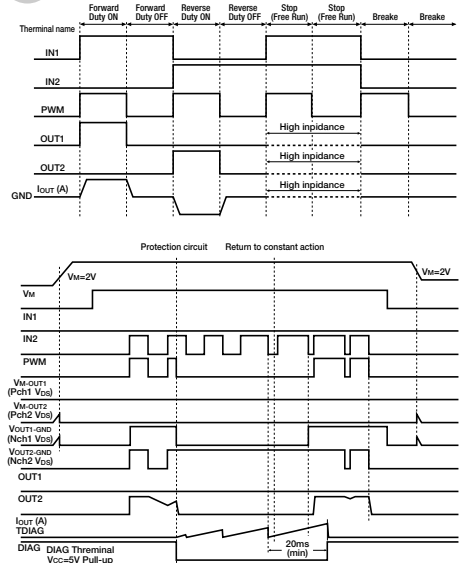 Forward Duty ON
Forward Duty OFF
Reverse Duty ON
Reverse Duty OFF
Stop (Free Run)
Stop (Free Run)
Breake
Breake
Therminal name
IN1
IN2
PWM
OUT1
High inpidance
OUT2
High inpidance
IOUT (A)
High inpidance
GND
Protection circuit
Return to constant action
VM=2V
VM=2V
VM
IN1
IN2
PWM
VM-OUT1
(Pch1 VDS)
VM-OUT2
(Pch2 VDS)
VOUT1-GND
(Nch1 VDS)
VOUT2-GND
(Nch2 VDS)
OUT1
OUT2
IOUT (A)
TDIAG
20ms
(min)
DIAG
DIAG Threminal
VCC=5V Pull-up